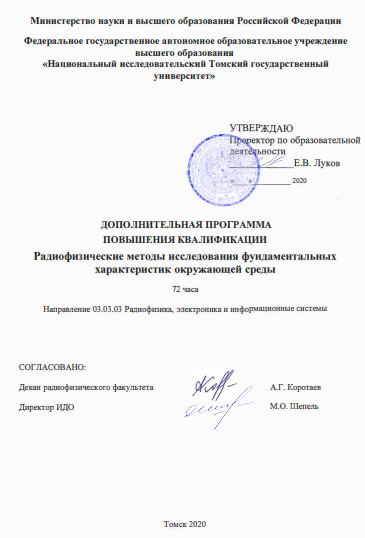 Министерство науки и высшего образования Российской Федерации
Федеральное государственное автономное образовательное учреждение
высшего образования
«Национальный исследовательский Томский государственный
университет»
УТВЕРЖДАЮ
Проректор по образовательной
деятельности
Е.В. Луков
« » 2020
ДОПОЛНИТЕЛЬНАЯ ПРОГРАММА
ПОВЫШЕНИЯ КВАЛИФИКАЦИИ
Радиофизические методы исследования фундаментальных
характеристик окружающей среды
72 часа
Направление 03.03.03 Радиофизика, электроника и информационные системы
СОГЛАСОВАНО:
Декан радиофизического факультета А.Г. Коротаев
Директор ИДО М.О. Шепель
Томск 2020